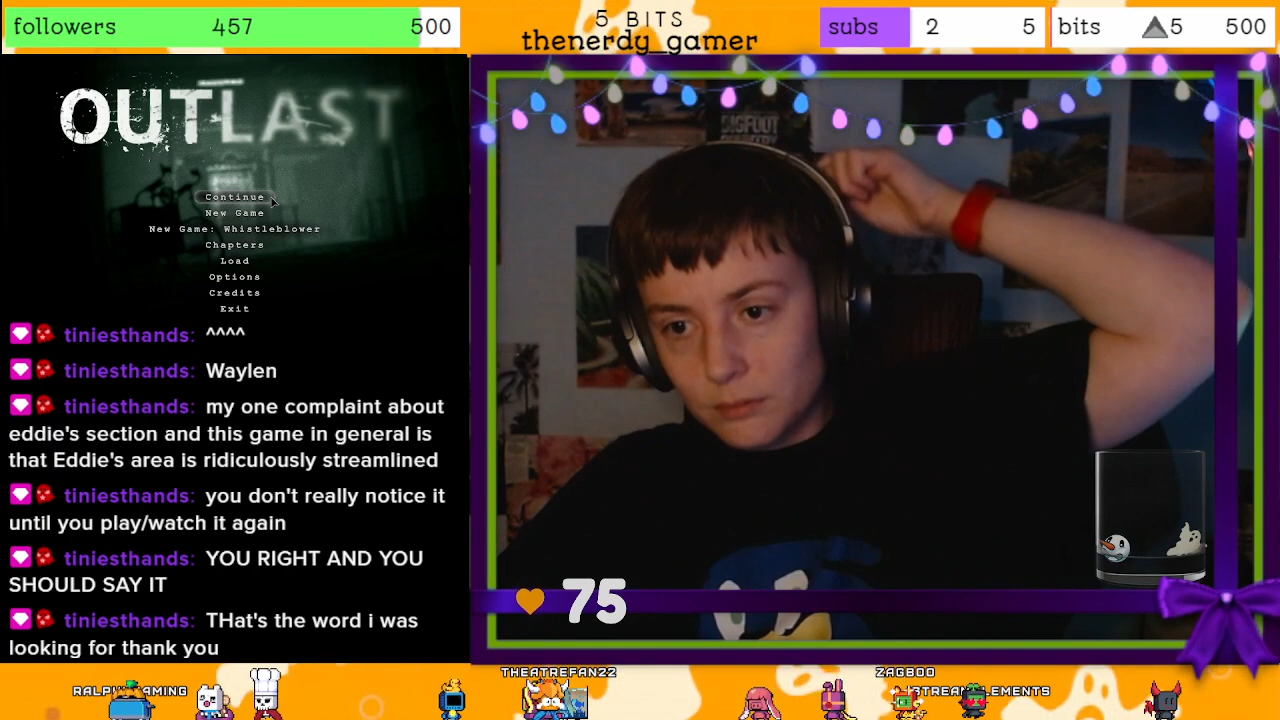 followers 457 500
5 BITS
thenerdy_gamer
subs 2 5
bits 5 500
OUTLAST
Continue
New Game
New Game: Whistleblower
Chapters
Load
Options
Credits
Exit
tiniesthands: ^^^^
tiniesthands: Waylen
tiniesthands: my one complaint about
eddie's section and this game in general is
that Eddie's area is ridiculously streamlined
tiniesthands: you don't really notice it
until you play/watch it again
tiniesthands: YOU RIGHT AND YOU
SHOULD SAY IT
tiniesthands: THat's the word i was
looking for thank you
BIGFOOT
75
THEATREFAN22
ZAGBOO